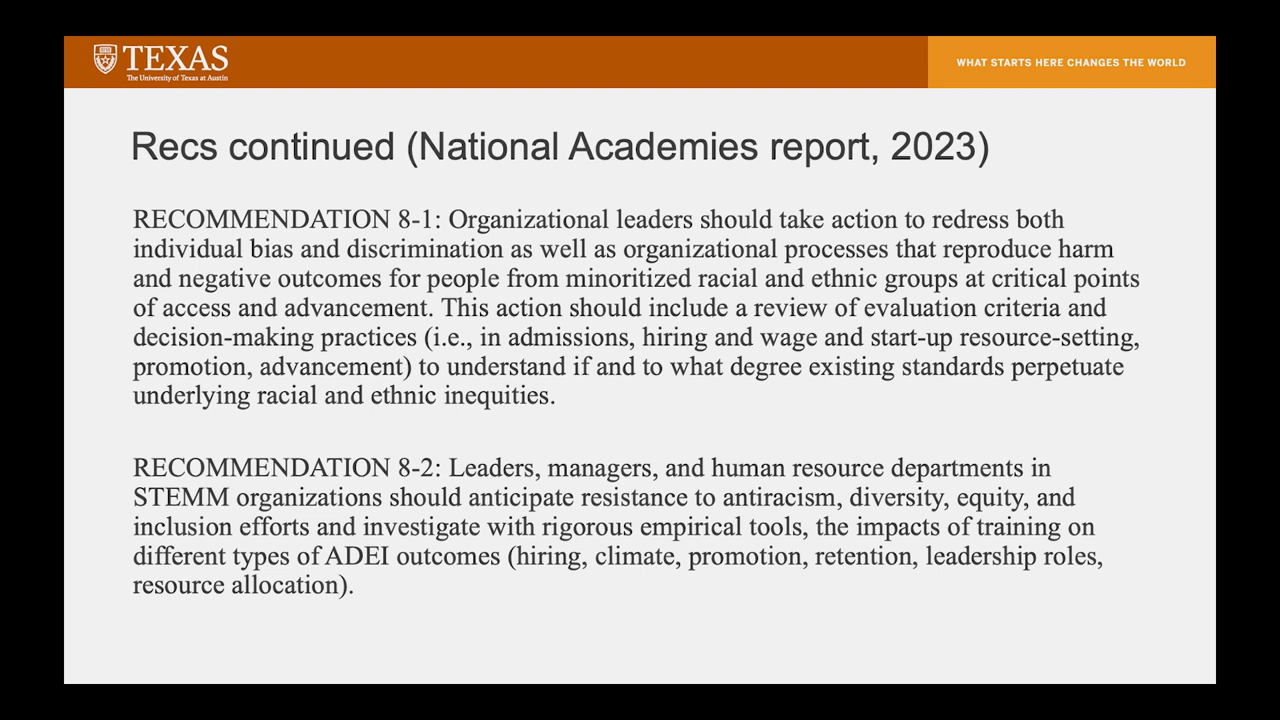 TEXAS
The University of Texas at Austin
WHAT STARTS HERE CHANGES THE WORLD
Recs continued (National Academies report, 2023)
RECOMMENDATION 8-1: Organizational leaders should take action to redress both
individual bias and discrimination as well as organizational processes that reproduce harm
and negative outcomes for people from minoritized racial and ethnic groups at critical points
of access and advancement. This action should include a review of evaluation criteria and
decision-making practices (i.e., in admissions, hiring and wage and start-up resource-setting,
promotion, advancement) to understand if and to what degree existing standards perpetuate
underlying racial and ethnic inequities.
RECOMMENDATION 8-2: Leaders, managers, and human resource departments in
STEMM organizations should anticipate resistance to antiracism, diversity, equity, and
inclusion efforts and investigate with rigorous empirical tools, the impacts of training on
different types of ADEI outcomes (hiring, climate, promotion, retention, leadership roles,
resource allocation).